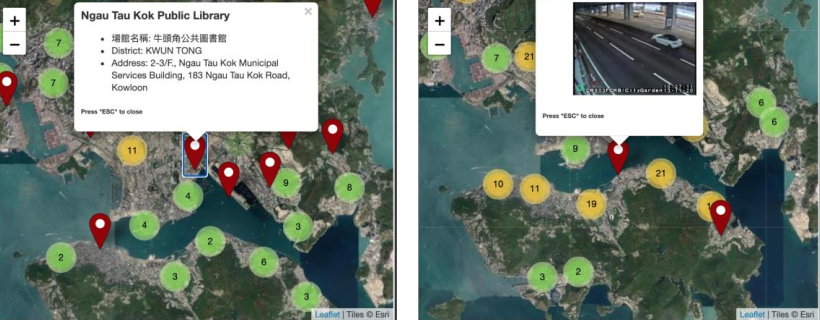 +
−
Ngau Tau Kok Public Library
×
場館名稱: 牛頭角公共圖書館
District: KWUN TONG
Address: 2-3/F., Ngau Tau Kok Municipal
Services Building, 183 Ngau Tau Kok Road,
Kowloon
Press "ESC" to close
7
7
11
4
9
8
4
3
2
2
6
3
3
Leaflet | Tiles © Esri
+
−
Press "ESC" to close
7
21
6
6
9
10
11
21
19
3
2
Leaflet | Tiles © Esri